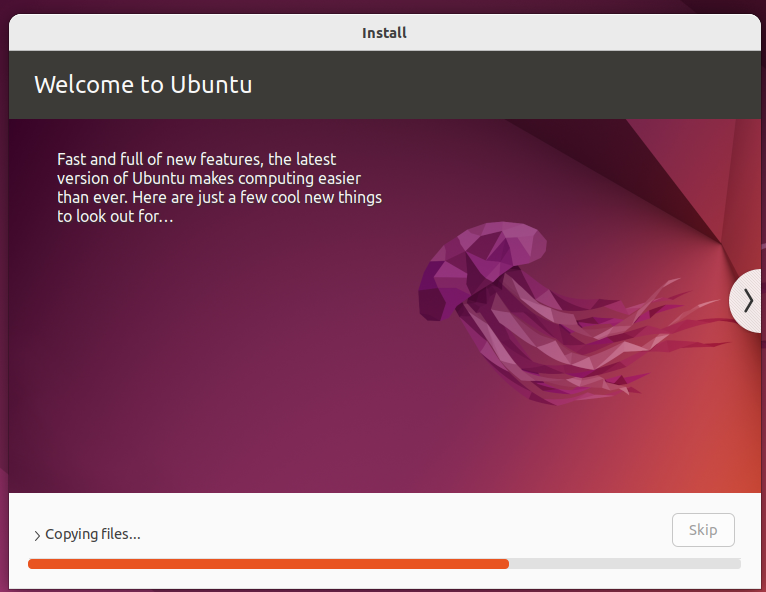 Install
Welcome to Ubuntu
Fast and full of new features, the latest
version of Ubuntu makes computing easier
than ever. Here are just a few cool new things
to look out for…
Copying files...
Skip